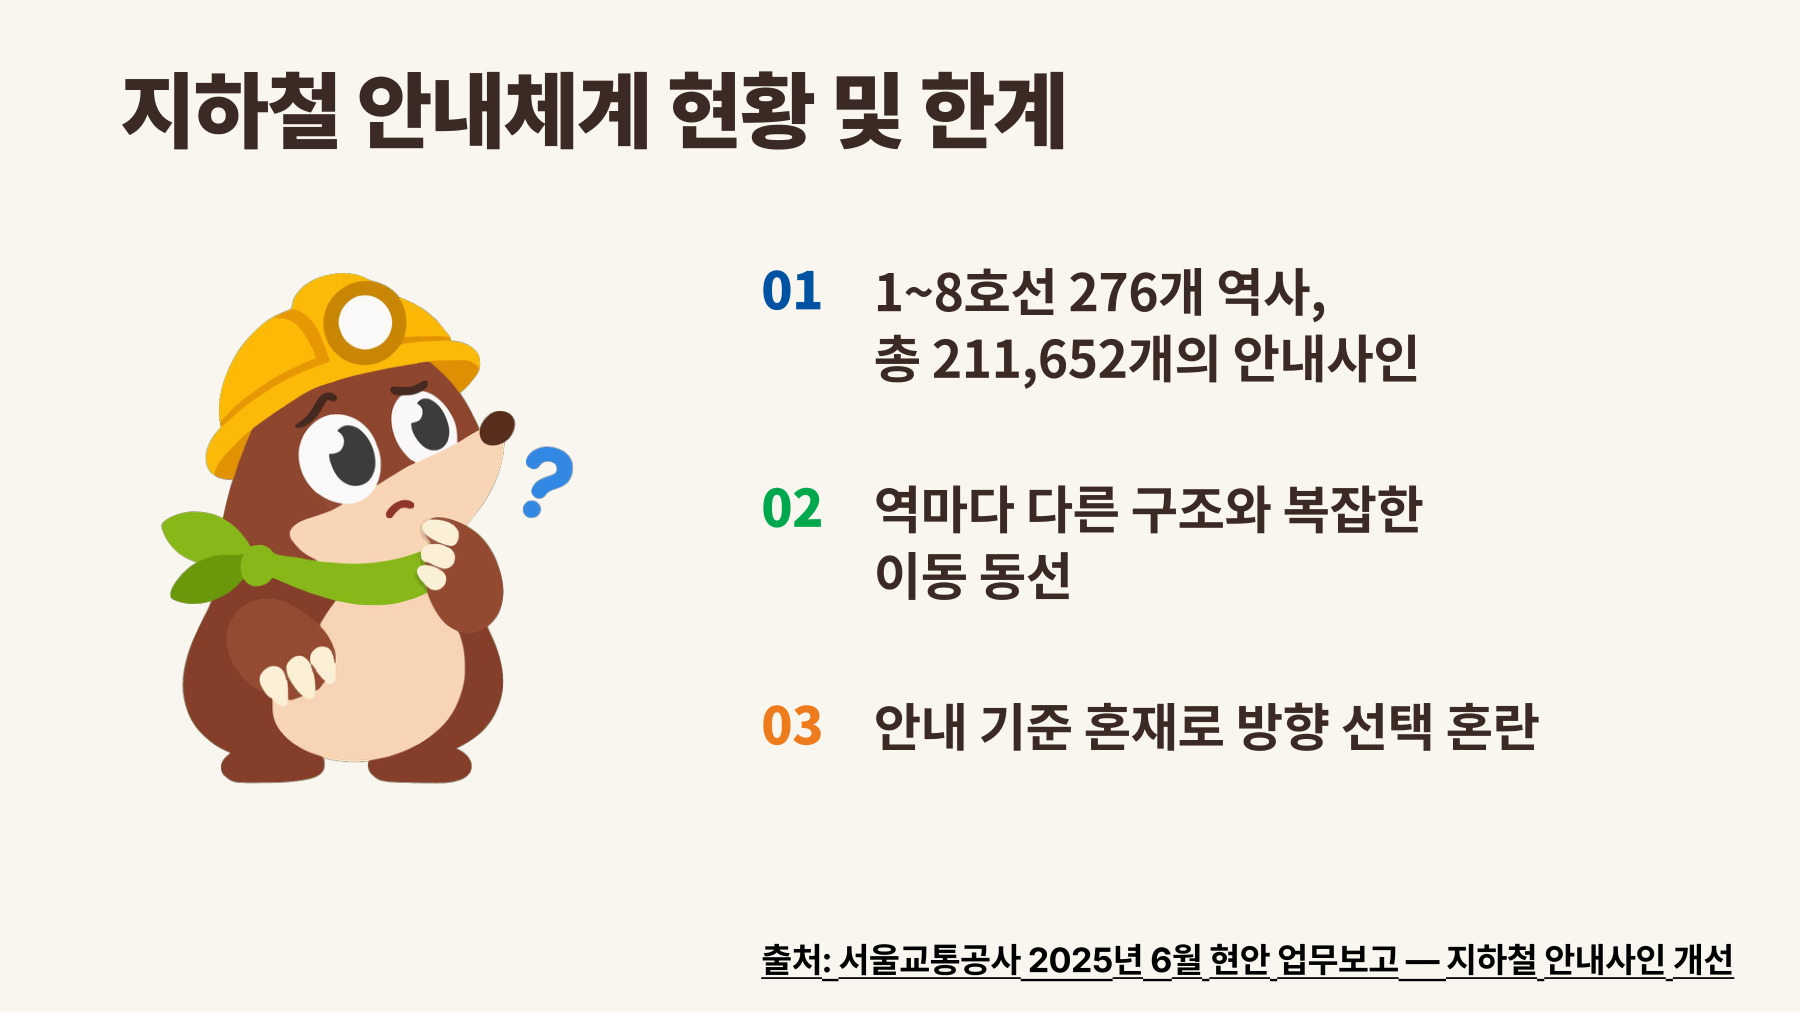 지하철 안내체계 현황 및 한계
?
01 1~8호선 276개 역사,
총 211,652개의 안내사인
02 역마다 다른 구조와 복잡한
이동 동선
03 안내 기준 혼재로 방향 선택 혼란
출처: 서울교통공사 2025년 6월 현안 업무보고 — 지하철 안내사인 개선